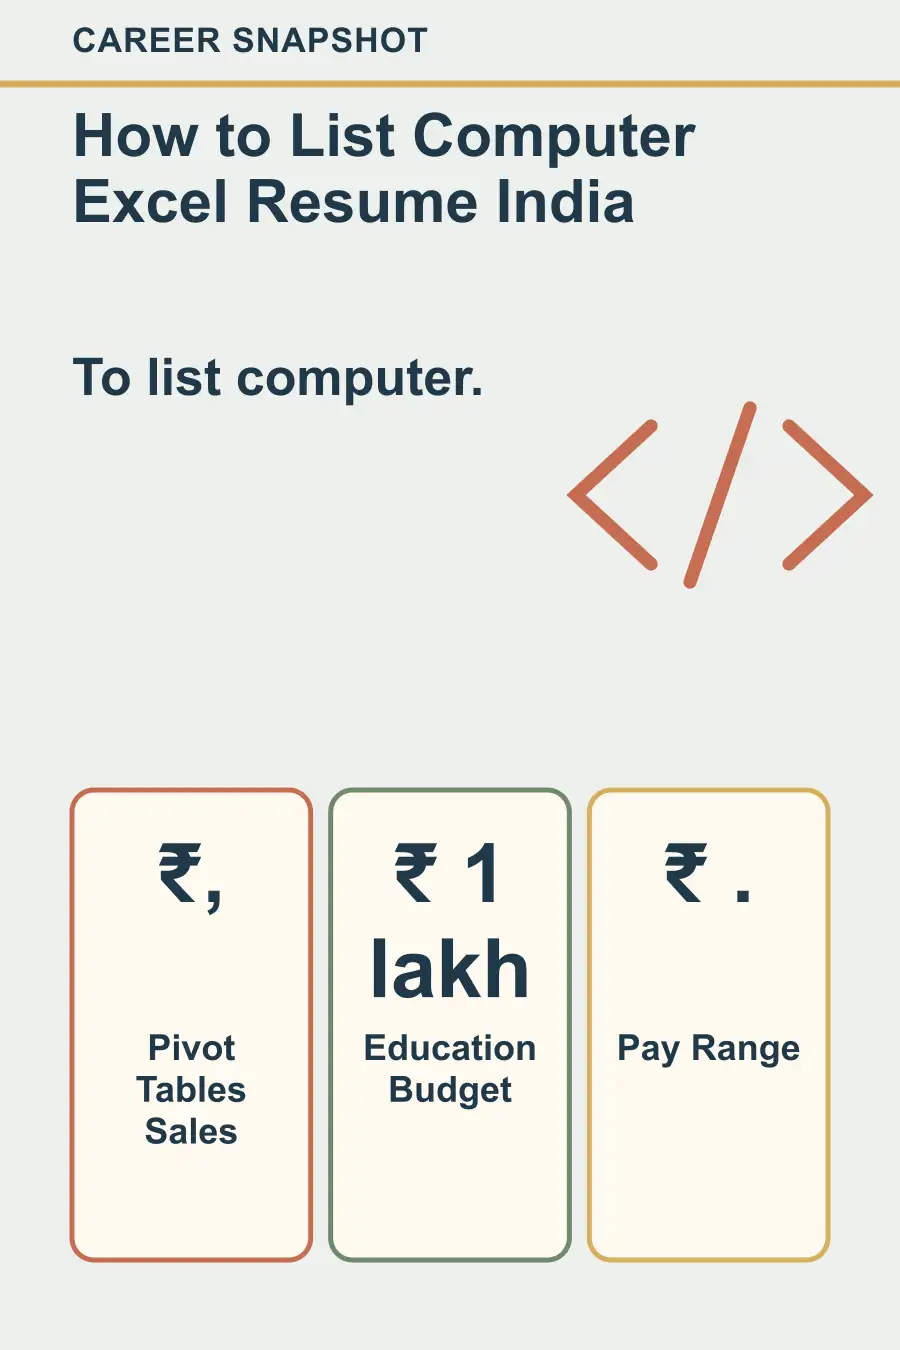 CAREER SNAPSHOT
How to List Computer
Excel Resume India
To list computer.
₹,
Pivot
Tables
Sales
₹ 1
lakh
Education
Budget
₹ .
Pay Range